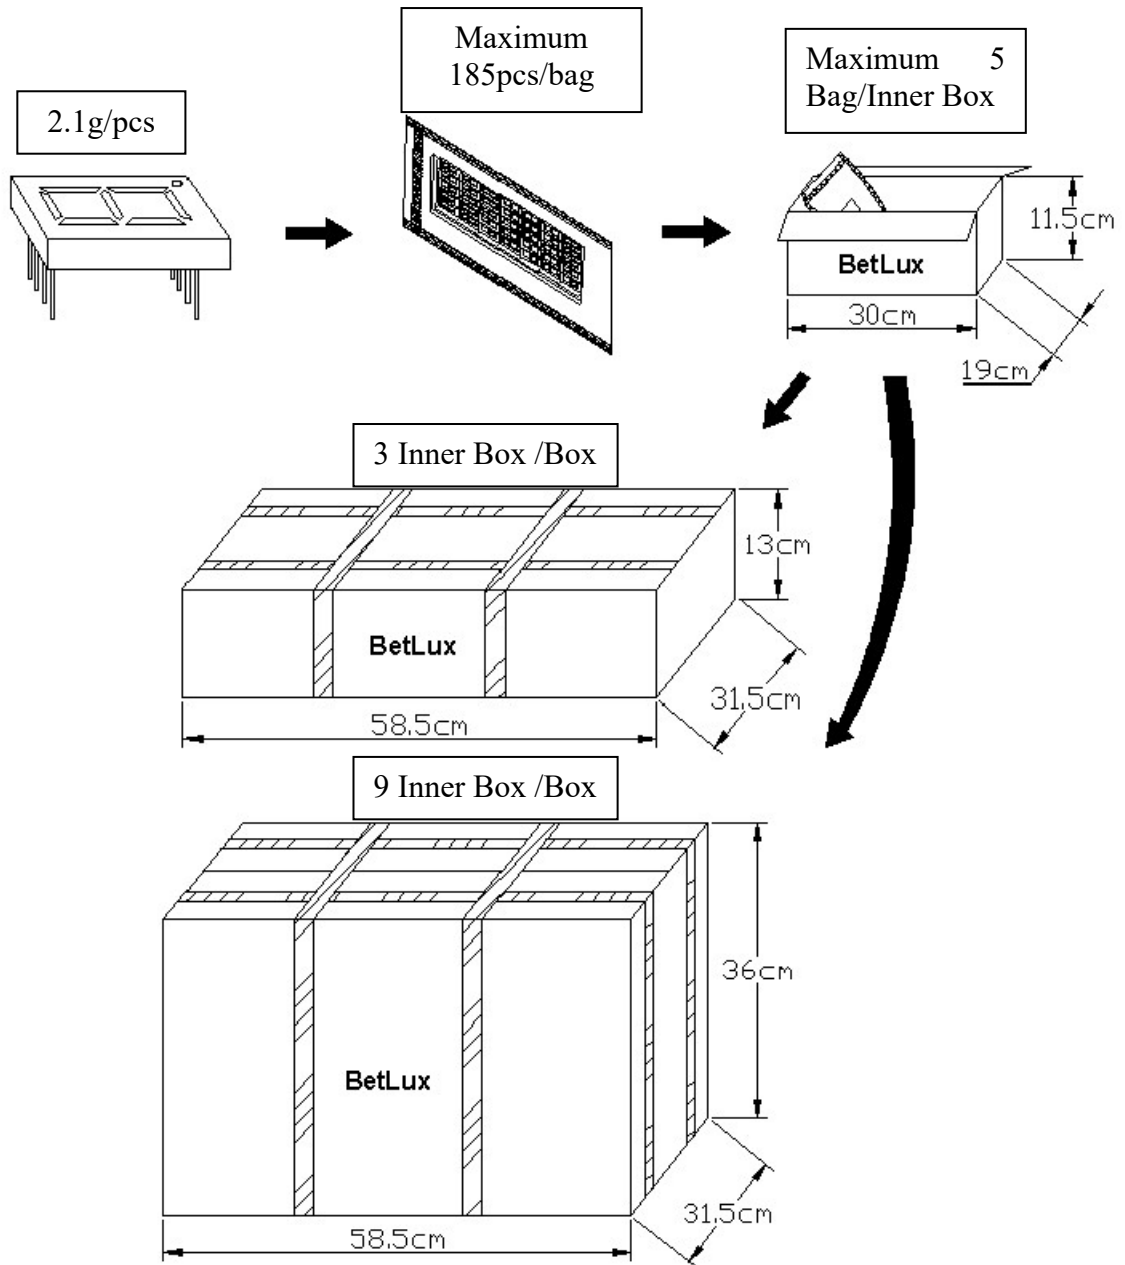 Maximum
185pcs/bag
Maximum 5
Bag/Inner Box
2.1g/pcs
11.5cm
BetLux
30cm
19cm
3 Inner Box /Box
13cm
BetLux
31.5cm
58.5cm
9 Inner Box /Box
36cm
BetLux
31.5cm
58.5cm